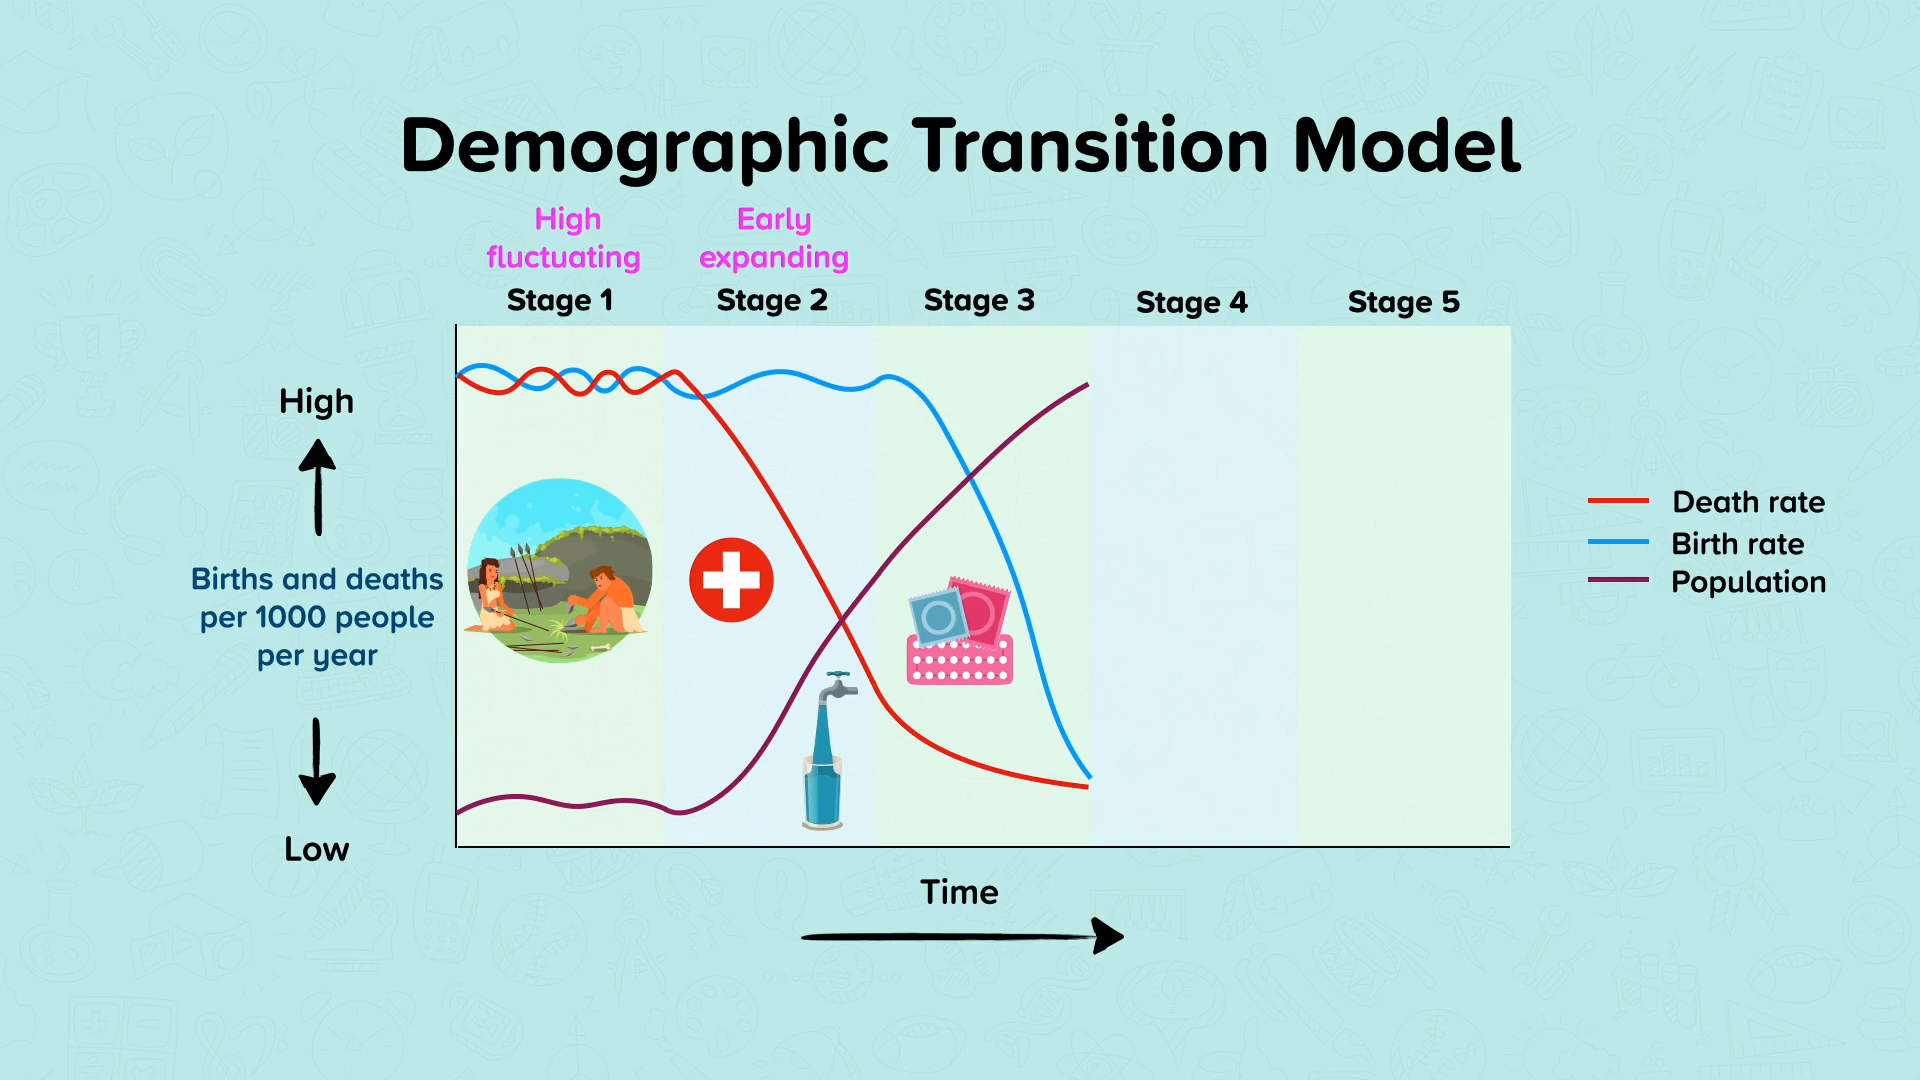 Demographic Transition Model
High
fluctuating
Early
expanding
Stage 1
Stage 2
Stage 3
Stage 4
Stage 5
High
Births and deaths
per 1000 people
per year
Low
Death rate
Birth rate
Population
Time